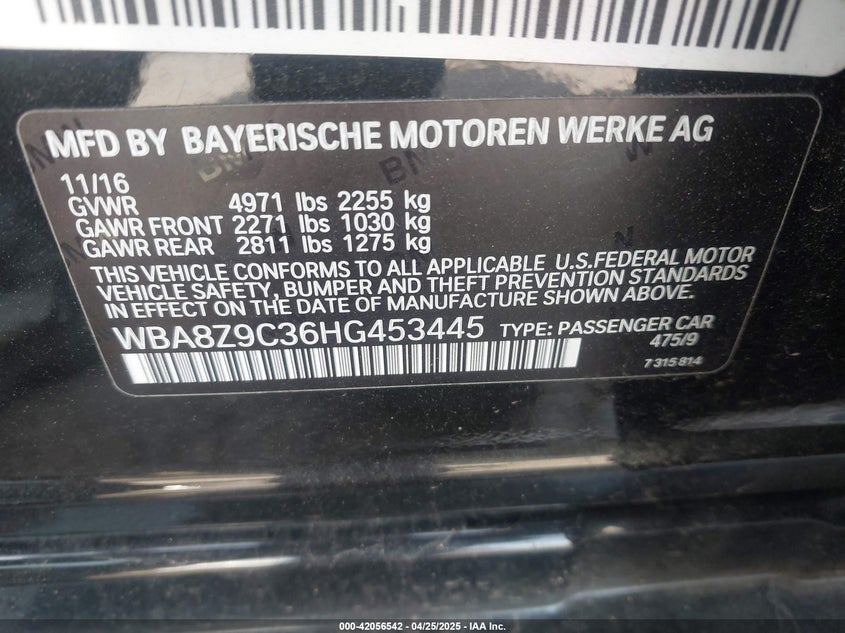 MFD BY BAYERISCHE MOTOREN WERKE AG
11/16
GVWR 4971 lbs 2255 kg
GAWR FRONT 2271 lbs 1030 kg
GAWR REAR 2811 lbs 1275 kg
THIS VEHICLE CONFORMS TO ALL APPLICABLE U.S.FEDERAL MOTOR
VEHICLE SAFETY, BUMPER AND THEFT PREVENTION STANDARDS
IN EFFECT ON THE DATE OF MANUFACTURE SHOWN ABOVE.
WBA8Z9C36HG453445 TYPE: PASSENGER CAR
475/9
7 315 814
000-42056542 / 04/25/2025 - IAA Inc.